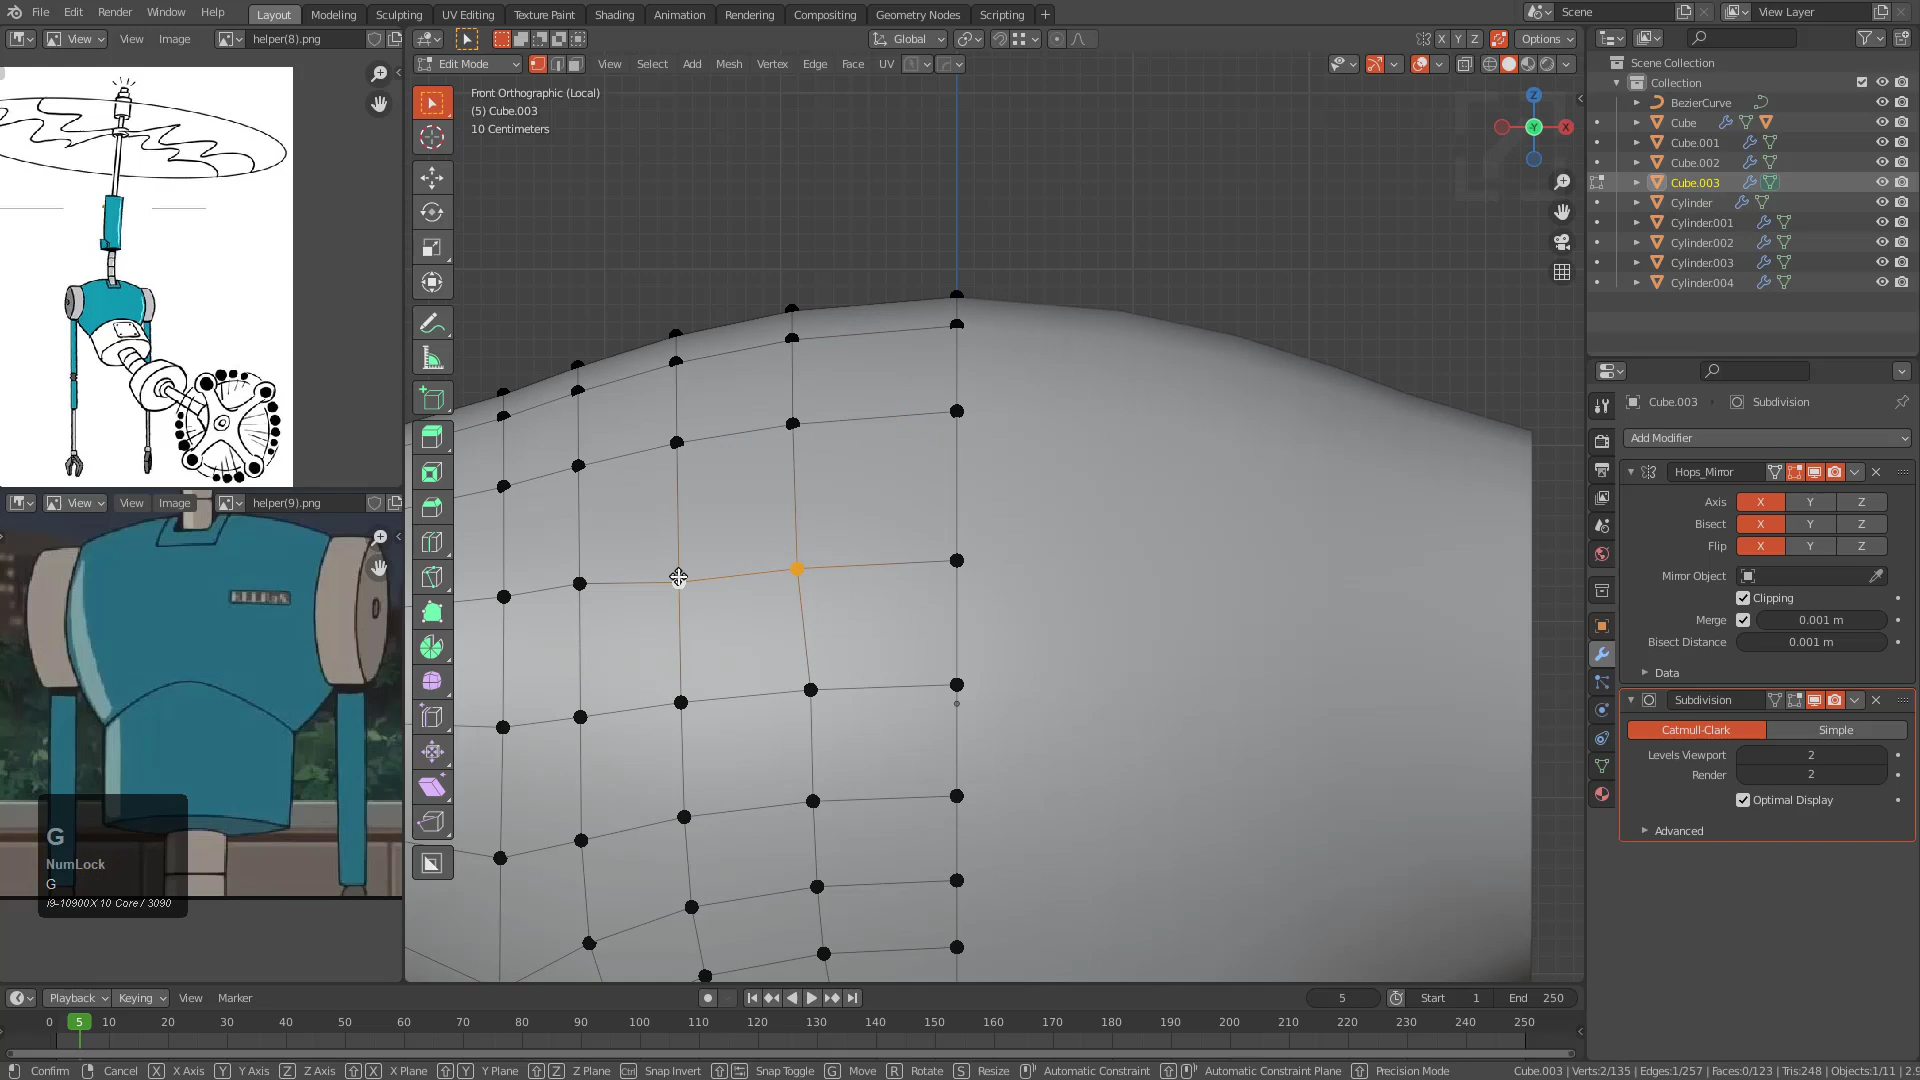 File Edit Render Window Help Layout Modeling Sculpting UV Editing Texture Paint Shading Animation Rendering Compositing Geometry Nodes Scripting + Scene View Layer
View View Image helper(8).png Global X Y Z Options
Edit Mode View Select Add Mesh Vertex Edge Face UV
Front Orthographic (Local)
(5) Cube.003
10 Centimeters
Z
Y
X
Scene Collection
Collection
BezierCurve
Cube
Cube.001
Cube.002
Cube.003
Cylinder
Cylinder.001
Cylinder.002
Cylinder.003
Cylinder.004
Cube.003 Subdivision
Add Modifier
Hops_Mirror
Axis X Y Z
Bisect X Y Z
Flip X Y Z
Mirror Object
Clipping
Merge 0.001 m
Bisect Distance 0.001 m
Data
Subdivision
Catmull-Clark Simple
Levels Viewport 2
Render 2
Optimal Display
Advanced
View View Image helper(9).png
G
NumLock
G
i9-10900X 10 Core / 3090
Playback Keying View Marker 5 Start 1 End 250
0 5 10 20 30 40 50 60 70 80 90 100 110 120 130 140 150 160 170 180 190 200 210 220 230 240 250
Confirm Cancel X X Axis Y Y Axis Z Z Axis X X Plane Y Y Plane Z Z Plane Ctrl Snap Invert Snap Toggle G Move R Rotate S Resize Automatic Constraint Automatic Constraint Plane Precision Mode Cube.003 | Verts:2/135 | Edges:1/257 | Faces:0/123 | Tris:248 | Objects:1/11 | 2.9